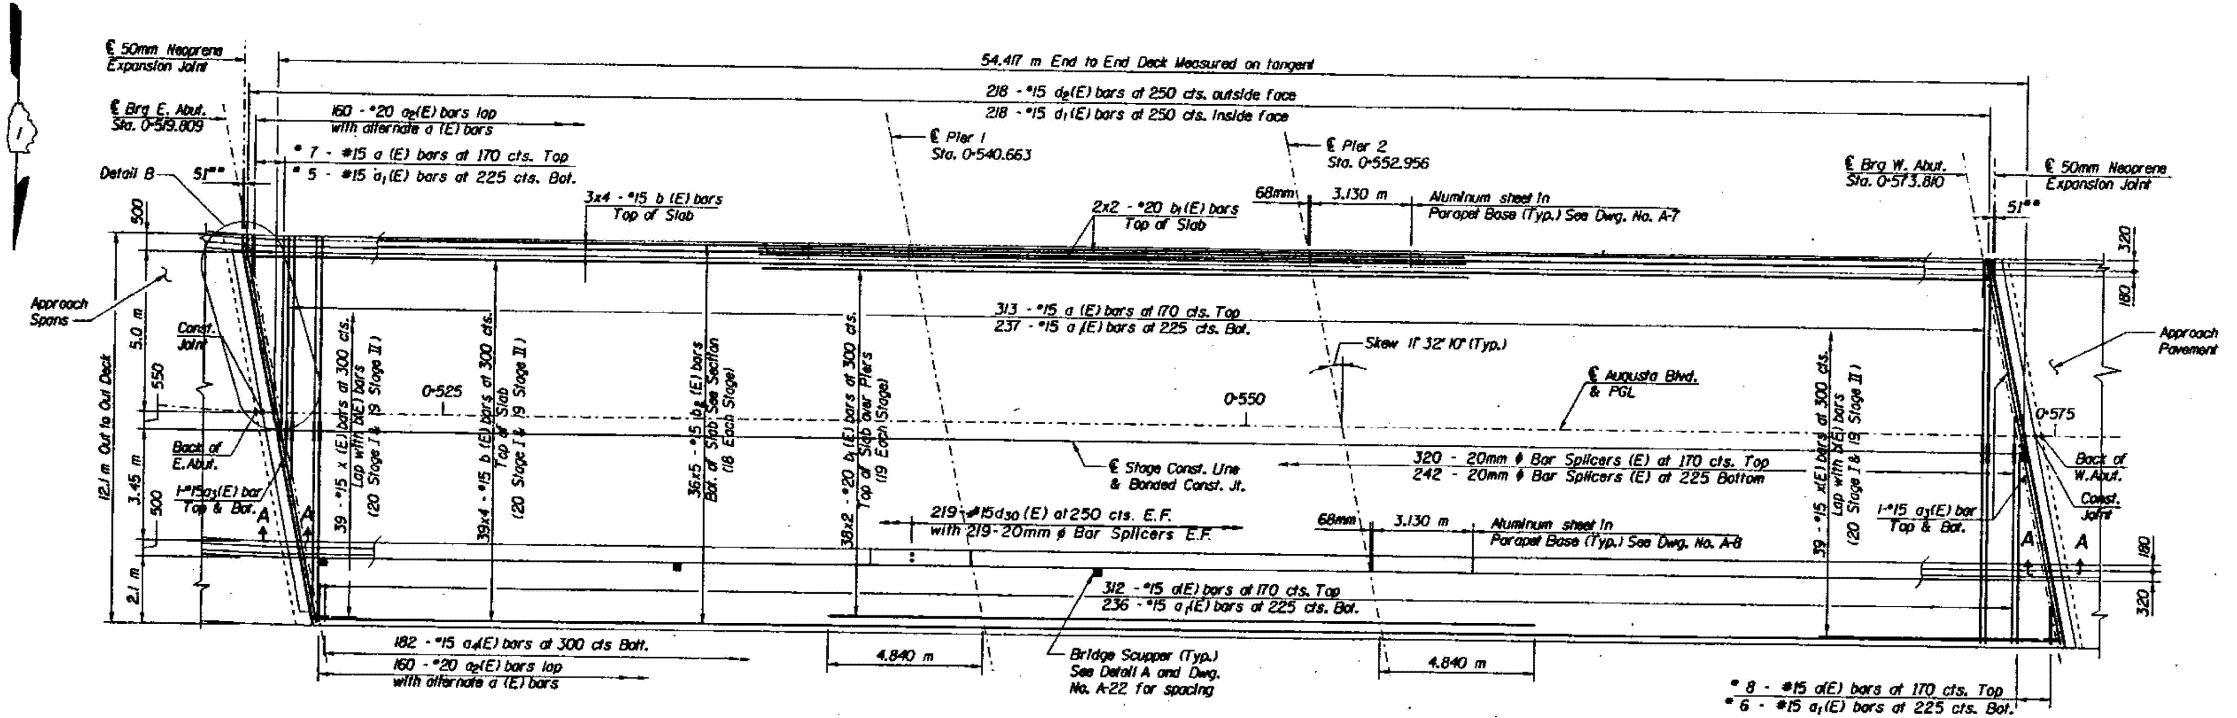 ℄ 50mm Neoprene
Expansion Joint
54.417 m End to End Deck Measured on tangent
218 - #15 d2(E) bars at 250 cts. outside face
218 - #15 d1(E) bars at 250 cts. Inside face
℄ Brg E. Abut.
Sta. 0+519.809
160 - #20 a2(E) bars lap
with alternate a (E) bars
* 7 - #15 a (E) bars at 170 cts. Top
* 5 - #15 a1(E) bars at 225 cts. Bot.
Detail B
51**
℄ Pier 1
Sta. 0+540.663
℄ Pier 2
Sta. 0+552.956
℄ Brg W. Abut.
Sta. 0+573.810
℄ 50mm Neoprene
Expansion Joint
51**
3x4 - #15 b (E) bars
Top of Slab
2x2 - #20 b1(E) bars
Top of Slab
68mm
3.130 m
Aluminum sheet in
Parapet Base (Typ.) See Dwg. No. A-7
500
320
180
Approach
Spans
Const.
Joint
5.0 m
550
12.1 m Out to Out Deck
3.45 m
500
2.1 m
313 - #15 a (E) bars at 170 cts. Top
237 - #15 a1(E) bars at 225 cts. Bot.
Skew 11° 32' 10" (Typ.)
℄ Augusta Blvd.
& PGL
Approach
Pavement
0+525
0+550
0+575
39 - #15 x (E) bars at 300 cts.
Lap with b(E) bars
(20 Stage I & 19 Stage II)
39x4 - #15 b (E) bars at 300 cts.
Top of Slab
(20 Stage I & 19 Stage II)
36x5 - #15 b2 (E) bars
Bot. of Slab See Section
(18 Each Stage)
38x2 - #20 b1(E) bars at 300 cts.
Top of Slab over Piers
(19 Each Stage)
39 - #15 x(E) bars at 300 cts.
Lap with b(E) bars
(20 Stage I & 19 Stage II)
Back of
E. Abut.
1-#15a3(E) bar
Top & Bot.
A
A
℄ Stage Const. Line
& Bonded Const. Jt.
320 - 20mm ϕ Bar Splicers (E) at 170 cts. Top
242 - 20mm ϕ Bar Splicers (E) at 225 Bottom
Back of
W. Abut.
Const.
Joint
1-#15 a3(E) bar
Top & Bot.
A
A
219-#15d30 (E) at 250 cts. E.F.
with 219-20mm ϕ Bar Splicers E.F.
68mm
3.130 m
Aluminum sheet in
Parapet Base (Typ.) See Dwg. No. A-8
180
320
312 - #15 a(E) bars at 170 cts. Top
236 - #15 a1(E) bars at 225 cts. Bot.
182 - #15 a4(E) bars at 300 cts Bott.
160 - #20 a2(E) bars lap
with alternate a (E) bars
4.840 m
Bridge Scupper (Typ.)
See Detail A and Dwg.
No. A-22 for spacing
4.840 m
* 8 - #15 a(E) bars at 170 cts. Top
* 6 - #15 a1(E) bars at 225 cts. Bot.